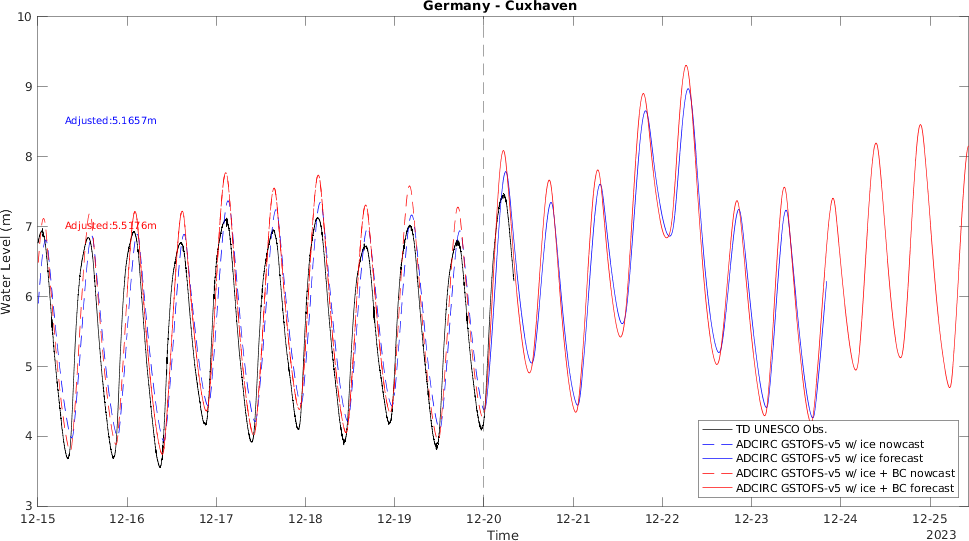 Germany - Cuxhaven
Water Level (m)
10
9
8
7
6
5
4
3
Adjusted:5.1657m
Adjusted:5.5176m
TD UNESCO Obs.
ADCIRC GSTOFS-v5 w/ ice nowcast
ADCIRC GSTOFS-v5 w/ ice forecast
ADCIRC GSTOFS-v5 w/ ice + BC nowcast
ADCIRC GSTOFS-v5 w/ ice + BC forecast
12-15 12-16 12-17 12-18 12-19 12-20 12-21 12-22 12-23 12-24 12-25
Time
2023